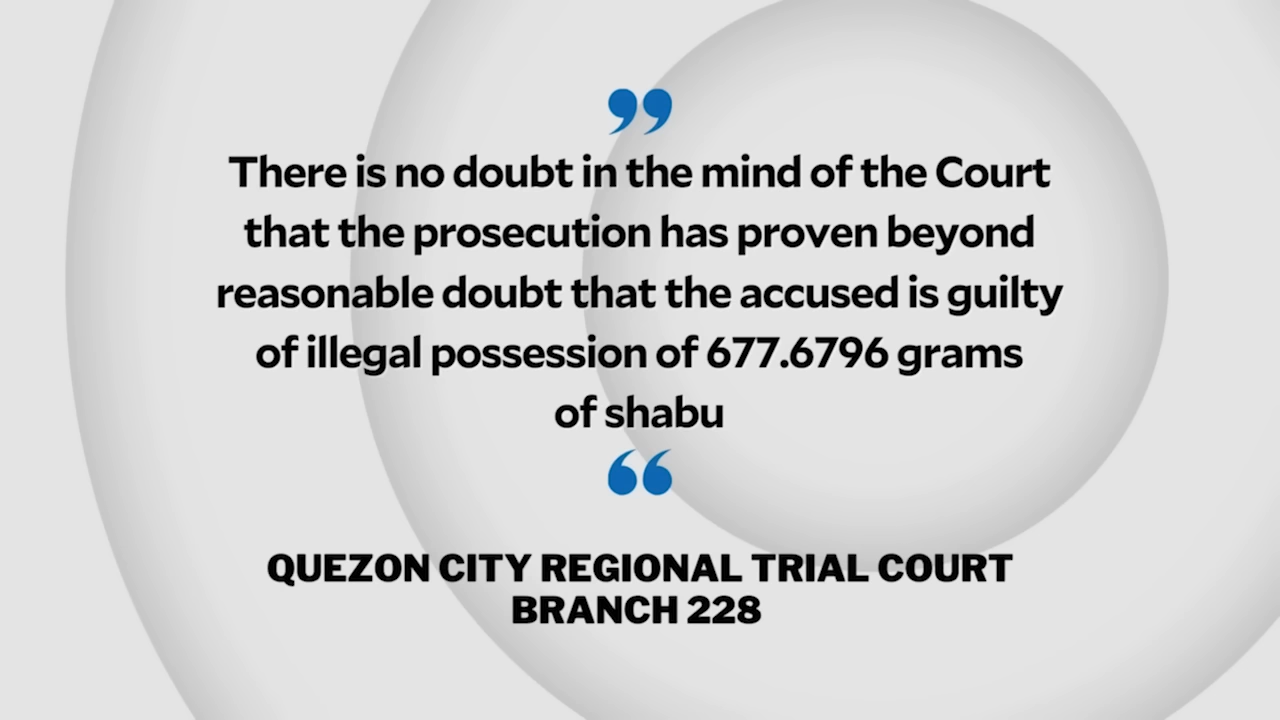 ”
There is no doubt in the mind of the Court
that the prosecution has proven beyond
reasonable doubt that the accused is guilty
of illegal possession of 677.6796 grams
of shabu
“
QUEZON CITY REGIONAL TRIAL COURT
BRANCH 228